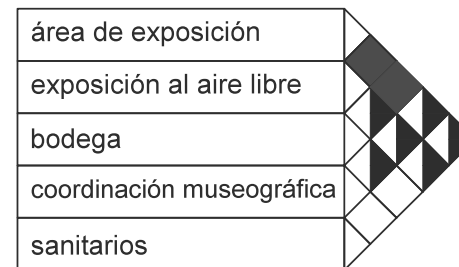 área de exposición
exposición al aire libre
bodega
coordinación museográfica
sanitarios